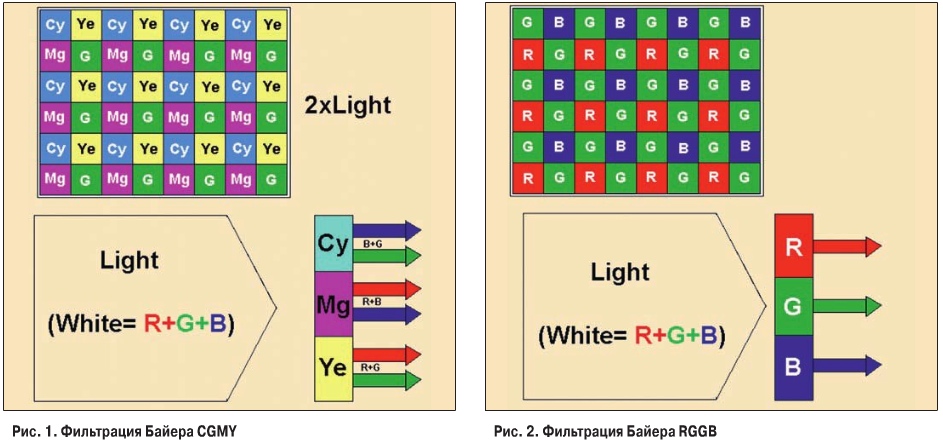 Cy Ye Cy Ye Cy Ye Cy Ye
Mg G Mg G Mg G Mg G
Cy Ye Cy Ye Cy Ye Cy Ye
Mg G Mg G Mg G Mg G
Cy Ye Cy Ye Cy Ye Cy Ye
Mg G Mg G Mg G Mg G
2xLight
Light
(White= R+G+B)
Cy
B+G
Mg
R+B
Ye
R+G
Рис. 1. Фильтрация Байера CGMY
G B G B G B G B
R G R G R G R G
G B G B G B G B
R G R G R G R G
G B G B G B G B
R G R G R G R G
Light
(White= R+G+B)
R
G
B
Рис. 2. Фильтрация Байера RGGB